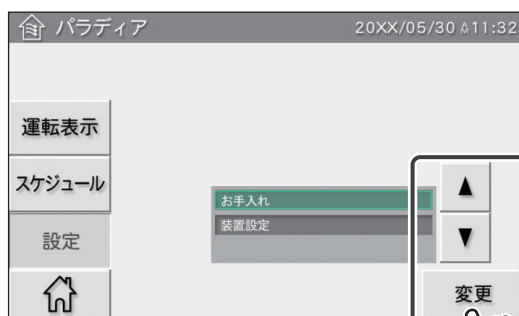 パラディア
20XX/05/30 11:32
運転表示
スケジュール
お手入れ
▲
装置設定
▼
設定
変更